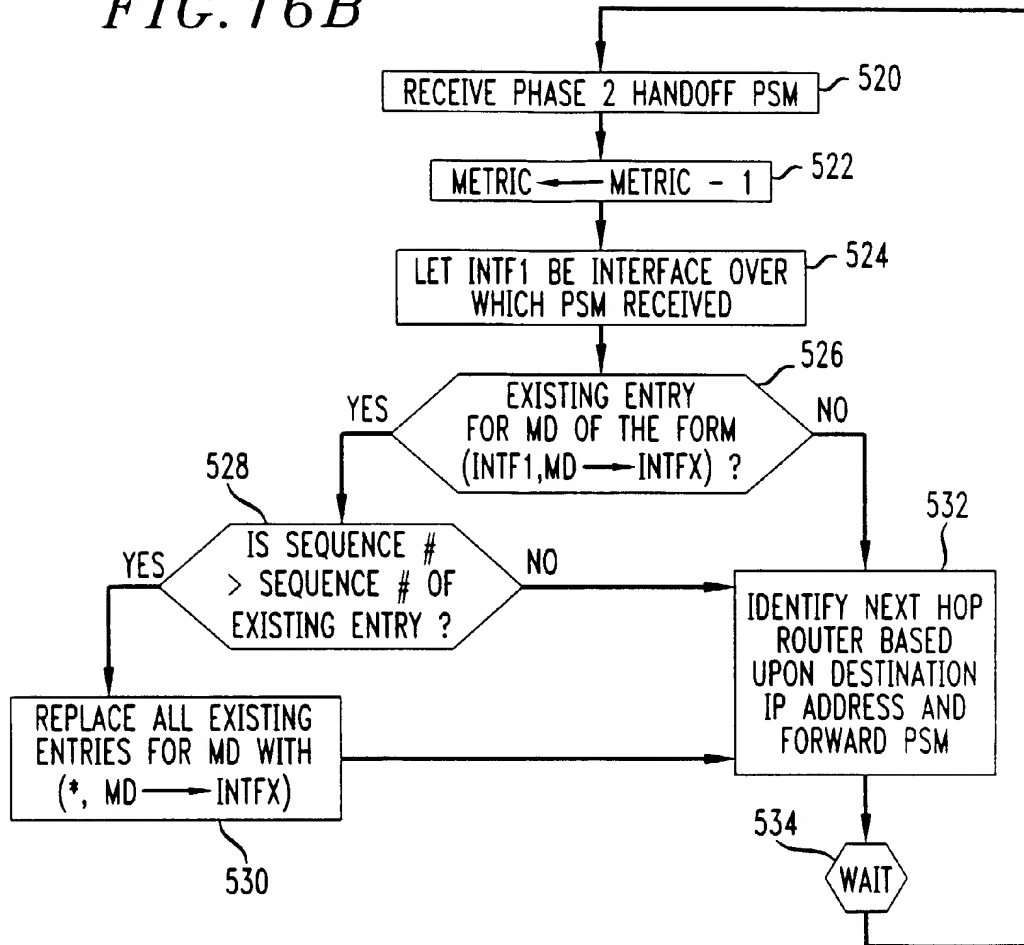 FIG. 16B
RECEIVE PHASE 2 HANDOFF PSM
520
METRIC ← METRIC - 1
522
LET INTF1 BE INTERFACE OVER
WHICH PSM RECEIVED
524
EXISTING ENTRY
FOR MD OF THE FORM
(INTF1,MD → INTFX) ?
526
YES
NO
528
IS SEQUENCE #
> SEQUENCE # OF
EXISTING ENTRY ?
YES
NO
532
IDENTIFY NEXT HOP
ROUTER BASED
UPON DESTINATION
IP ADDRESS AND
FORWARD PSM
REPLACE ALL EXISTING
ENTRIES FOR MD WITH
(*, MD → INTFX)
530
534
WAIT